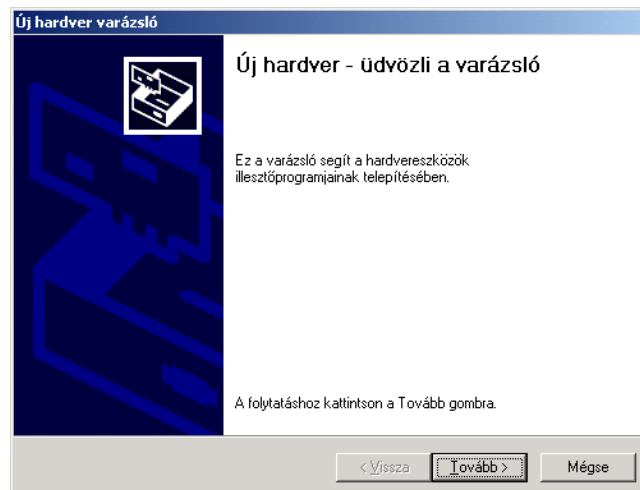 Új hardver varázsló
Új hardver - üdvözli a varázsló
Ez a varázsló segít a hardvereszközök
illesztőprogramjainak telepítésében.
A folytatáshoz kattintson a Tovább gombra.
< Vissza Tovább > Mégse